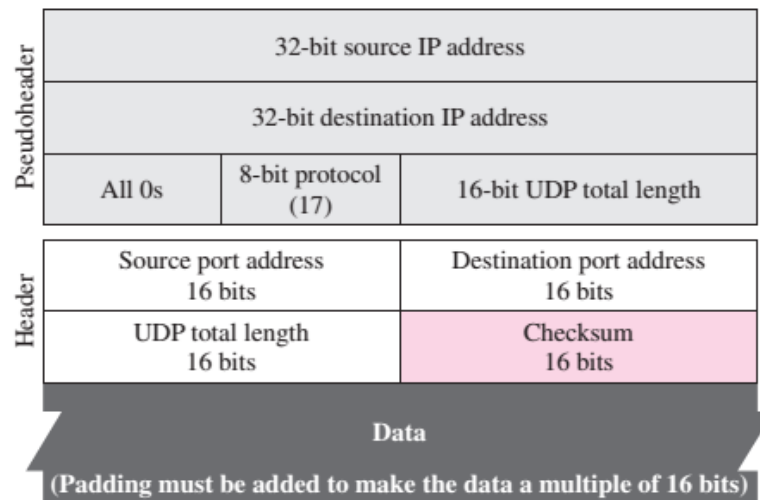 Pseudoheader
32-bit source IP address
32-bit destination IP address
All 0s
8-bit protocol
(17)
16-bit UDP total length
Header
Source port address
16 bits
Destination port address
16 bits
UDP total length
16 bits
Checksum
16 bits
Data
(Padding must be added to make the data a multiple of 16 bits)